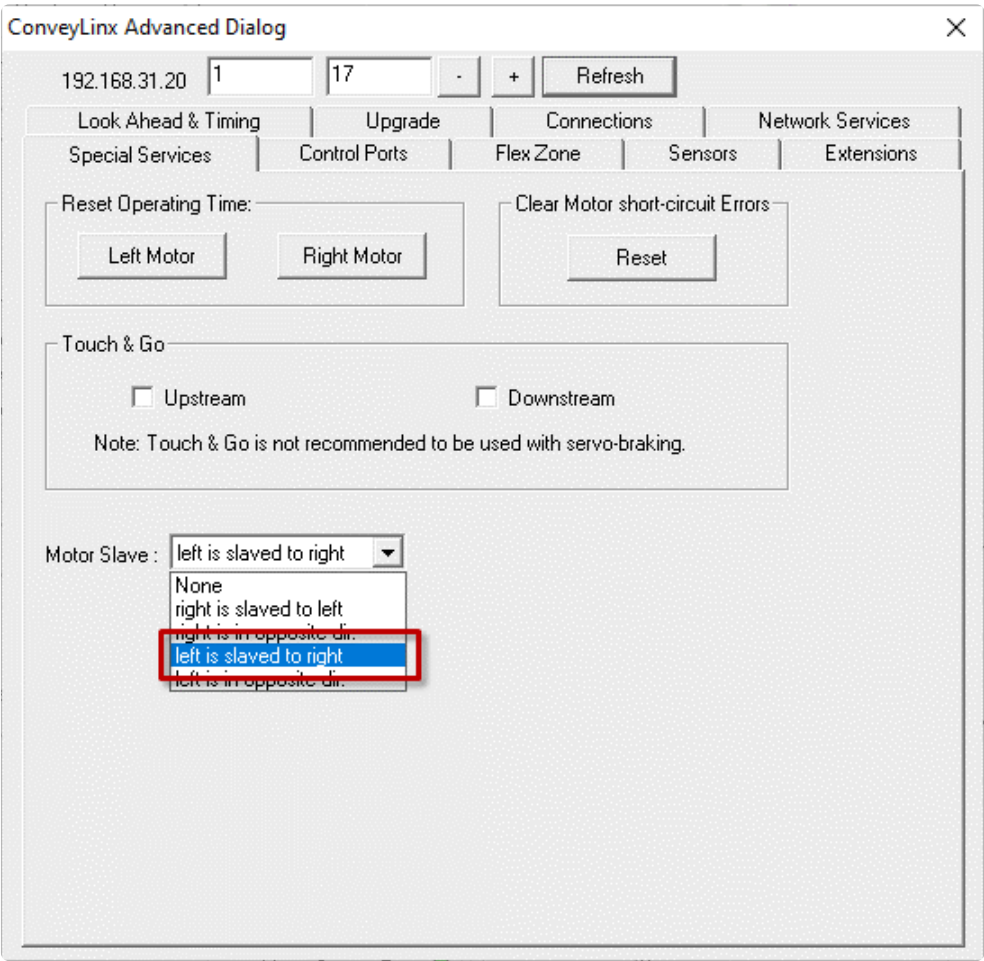 ConveyLinx Advanced Dialog
192.168.31.20 1 17 - + Refresh
Look Ahead & Timing Upgrade Connections Network Services
Special Services Control Ports Flex Zone Sensors Extensions
Reset Operating Time: Clear Motor short-circuit Errors
Left Motor Right Motor Reset
Touch & Go
Upstream Downstream
Note: Touch & Go is not recommended to be used with servo-braking.
Motor Slave : left is slaved to right
None
right is slaved to left
right is in opposite dir.
left is slaved to right
left is in opposite dir.